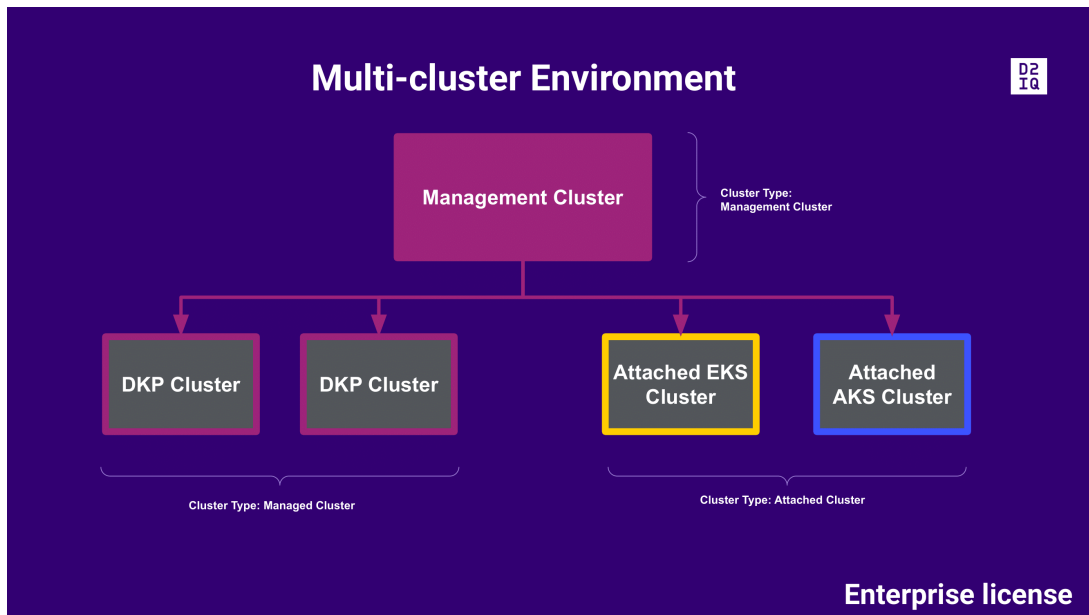 Multi-cluster Environment
D2
IQ
Management Cluster
Cluster Type:
Management Cluster
DKP Cluster
DKP Cluster
Attached EKS
Cluster
Attached
AKS Cluster
Cluster Type: Managed Cluster
Cluster Type: Attached Cluster
Enterprise license